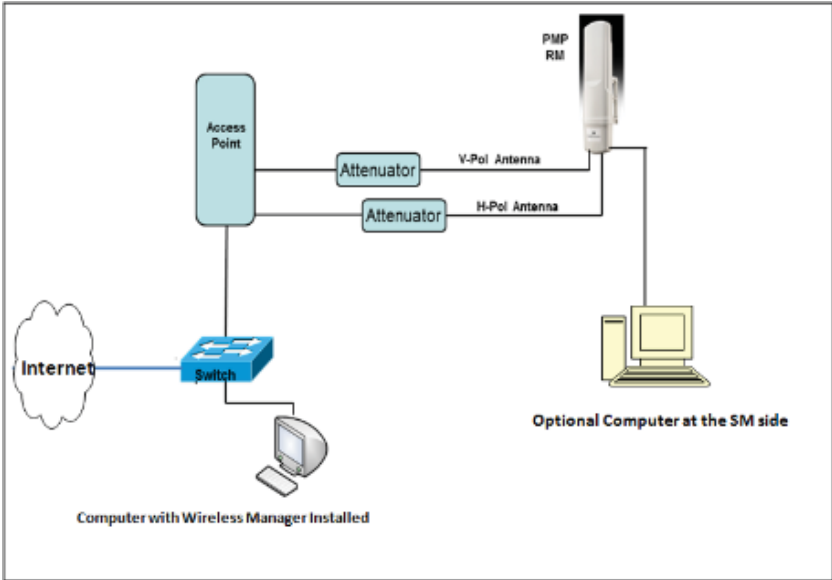 PMP
RM
Access
Point
V-Pol Antenna
Attenuator
H-Pol Antenna
Attenuator
Internet
Switch
Optional Computer at the SM side
Computer with Wireless Manager Installed